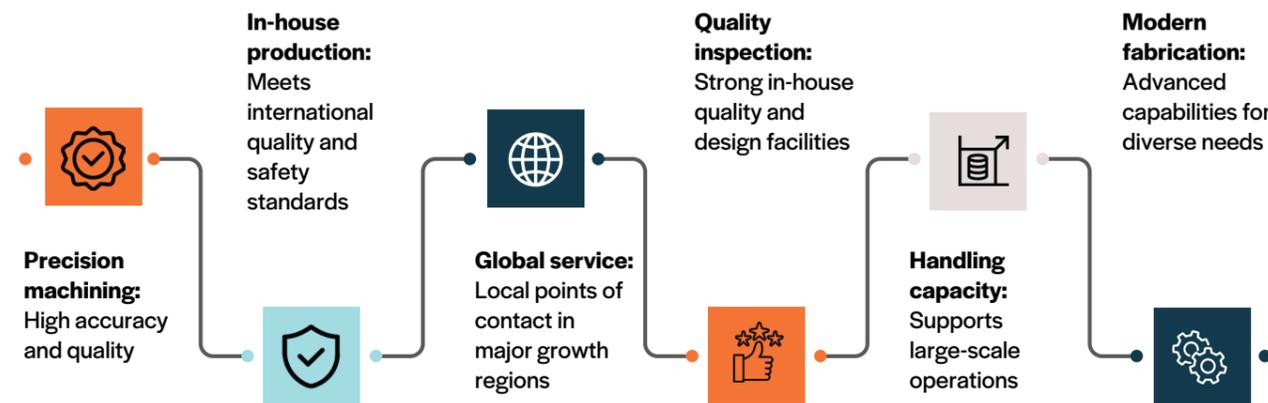 In-house
production:
Meets
international
quality and
safety
standards
Quality
inspection:
Strong in-house
quality and
design facilities
Modern
fabrication:
Advanced
capabilities for
diverse needs
Precision
machining:
High accuracy
and quality
Global service:
Local points of
contact in
major growth
regions
Handling
capacity:
Supports
large-scale
operations